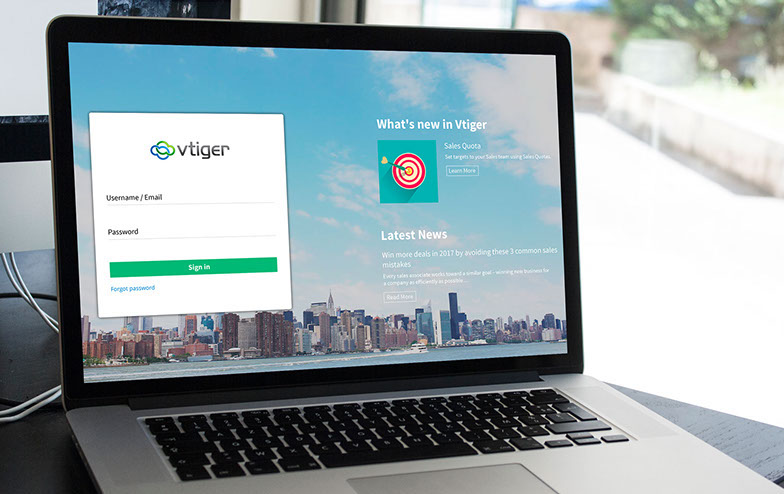 vtiger
Username / Email
Password
Sign in
Forgot password
What's new in Vtiger
Sales Quota
Set targets to your Sales team using Sales Quotas.
Learn More
Latest News
Win more deals in 2017 by avoiding these 3 common sales
mistakes
Every sales associate works toward a similar goal – winning new business for
a company as efficiently as possible....
Read More